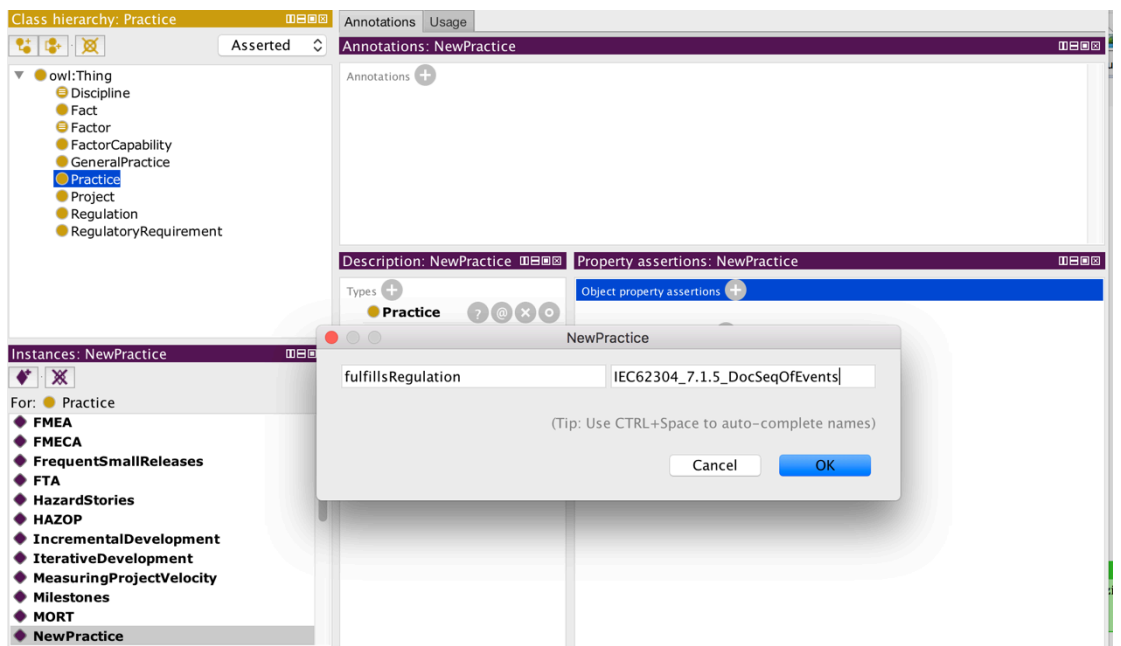 Class hierarchy: Practice
Asserted
owl:Thing
Discipline
Fact
Factor
FactorCapability
GeneralPractice
Practice
Project
Regulation
RegulatoryRequirement
Annotations Usage
Annotations: NewPractice
Annotations
Description: NewPractice
Types
Practice
? @
Property assertions: NewPractice
Object property assertions
NewPractice
fulfillsRegulation
IEC62304_7.1.5_DocSeqOfEvents
(Tip: Use CTRL+Space to auto-complete names)
Cancel OK
Instances: NewPractice
For: Practice
FMEA
FMECA
FrequentSmallReleases
FTA
HazardStories
HAZOP
IncrementalDevelopment
IterativeDevelopment
MeasuringProjectVelocity
Milestones
MORT
NewPractice